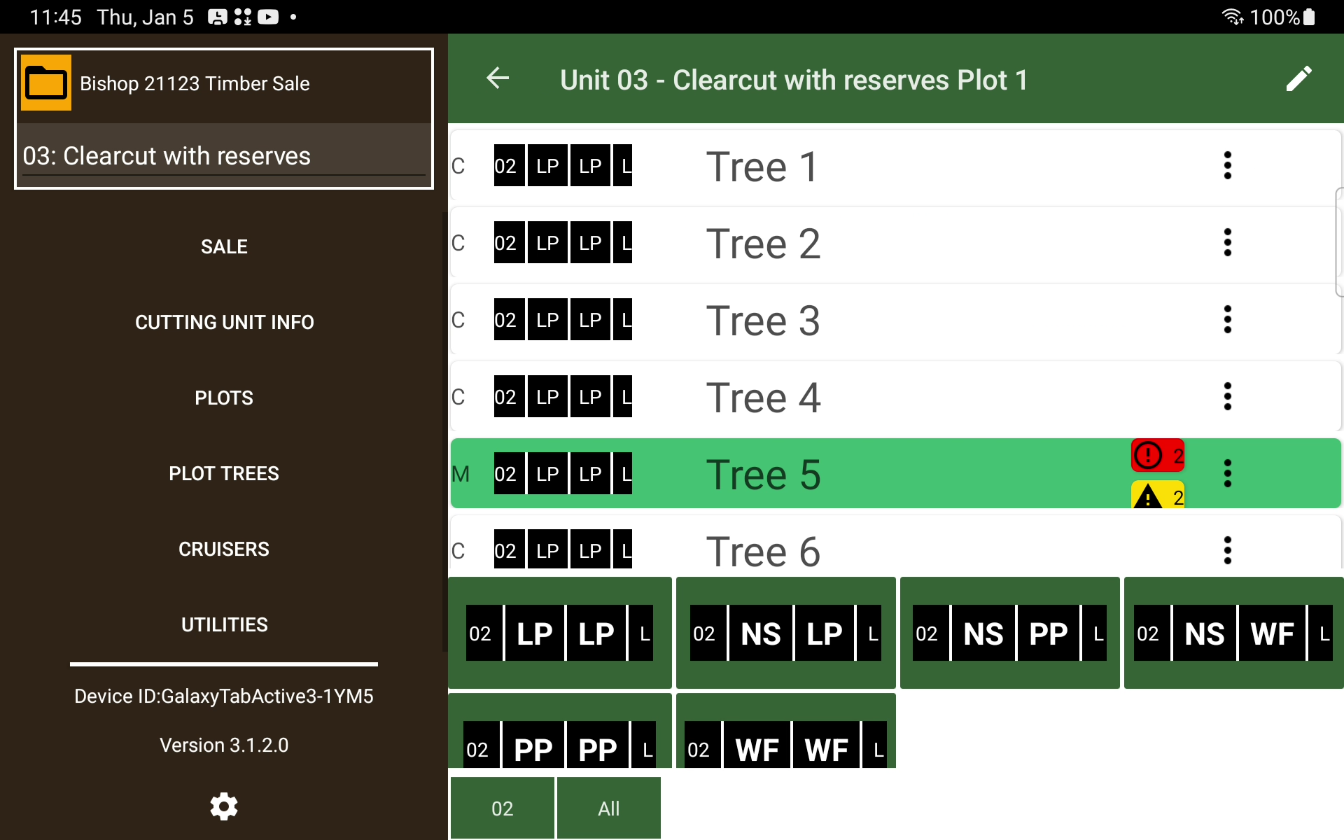 11:45 Thu, Jan 5 100%
Bishop 21123 Timber Sale
03: Clearcut with reserves
SALE
CUTTING UNIT INFO
PLOTS
PLOT TREES
CRUISERS
UTILITIES
Device ID:GalaxyTabActive3-1YM5
Version 3.1.2.0
Unit 03 - Clearcut with reserves Plot 1
C 02 LP LP L Tree 1
C 02 LP LP L Tree 2
C 02 LP LP L Tree 3
C 02 LP LP L Tree 4
M 02 LP LP L Tree 5 2
2
C 02 LP LP L Tree 6
02 LP LP L 02 NS LP L 02 NS PP L 02 NS WF L
02 PP PP L 02 WF WF L
02 All